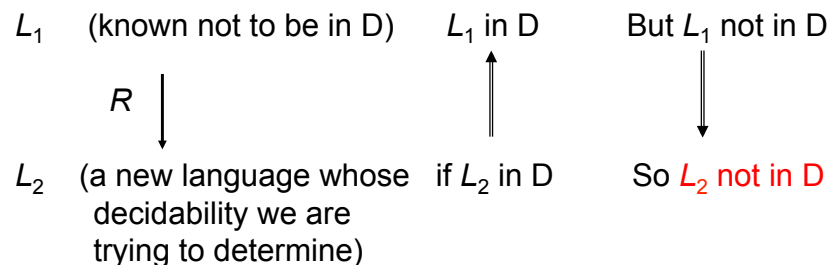 L₁ (known not to be in D) L₁ in D But L₁ not in D
R
L₂ (a new language whose if L₂ in D So L₂ not in D
decidability we are
trying to determine)